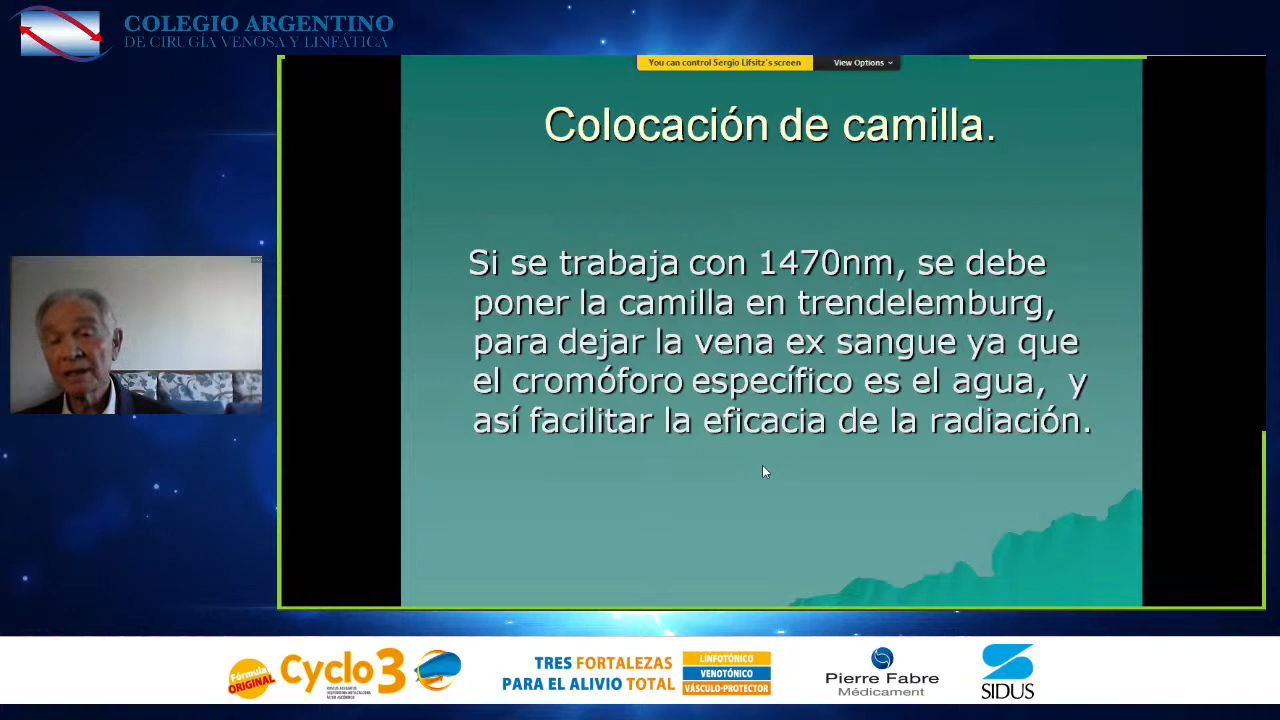 COLEGIO ARGENTINO
DE CIRUGÍA VENOSA Y LINFÁTICA
You can control Sergio Lifsitz's screen
View Options
Colocación de camilla.
Si se trabaja con 1470nm, se debe
poner la camilla en trendelemburg,
para dejar la vena ex sangue ya que
el cromóforo específico es el agua, y
así facilitar la eficacia de la radiación.
Fórmula
ORIGINAL
Cyclo 3
TRES FORTALEZAS
PARA EL ALIVIO TOTAL
LINFOTÓNICO
VENOTÓNICO
VÁSCULO-PROTECTOR
Pierre Fabre
Médicament
SIDUS